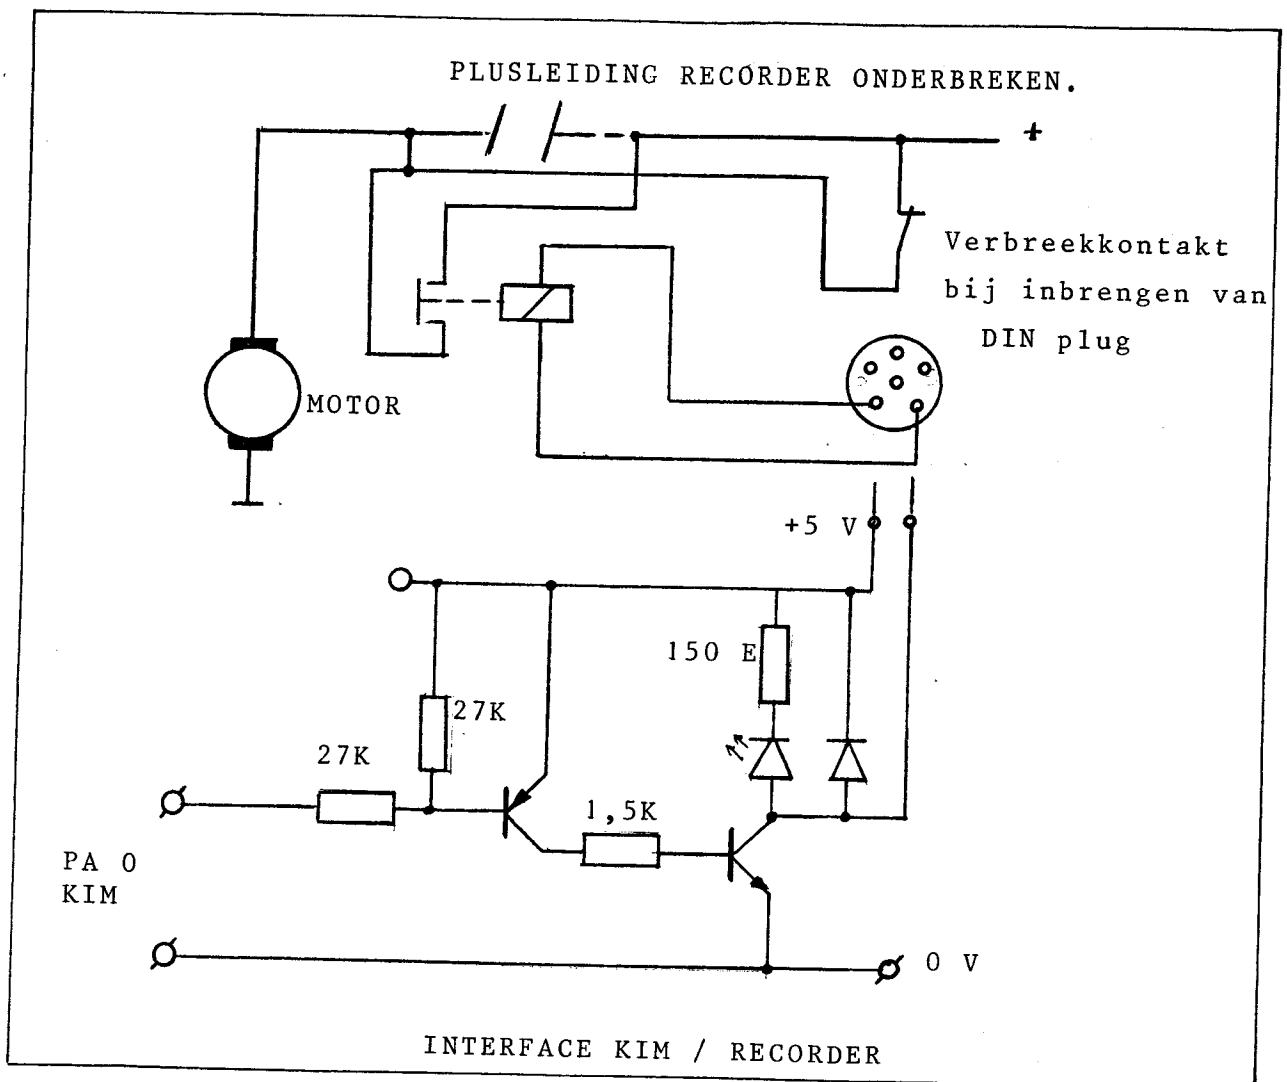 PLUSLEIDING RECORDER ONDERBREKEN.
+
Verbreekkontakt
bij inbrengen van
DIN plug
MOTOR
+5 V
150 E
27K
27K
1,5K
PA 0
KIM
0 V
INTERFACE KIM / RECORDER